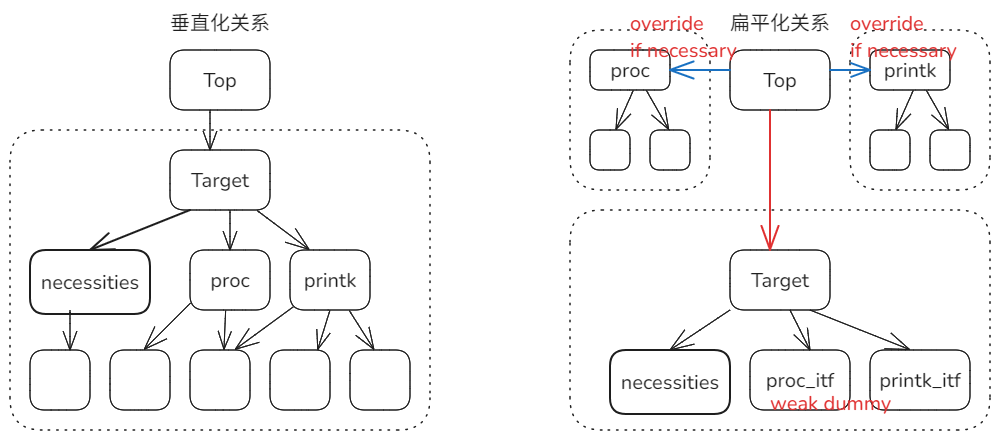 垂直化关系
Top
Target
necessities
proc
printk
扁平化关系
override
if necessary
override
if necessary
proc
Top
printk
Target
necessities
proc_itf
printk_itf
weak dummy